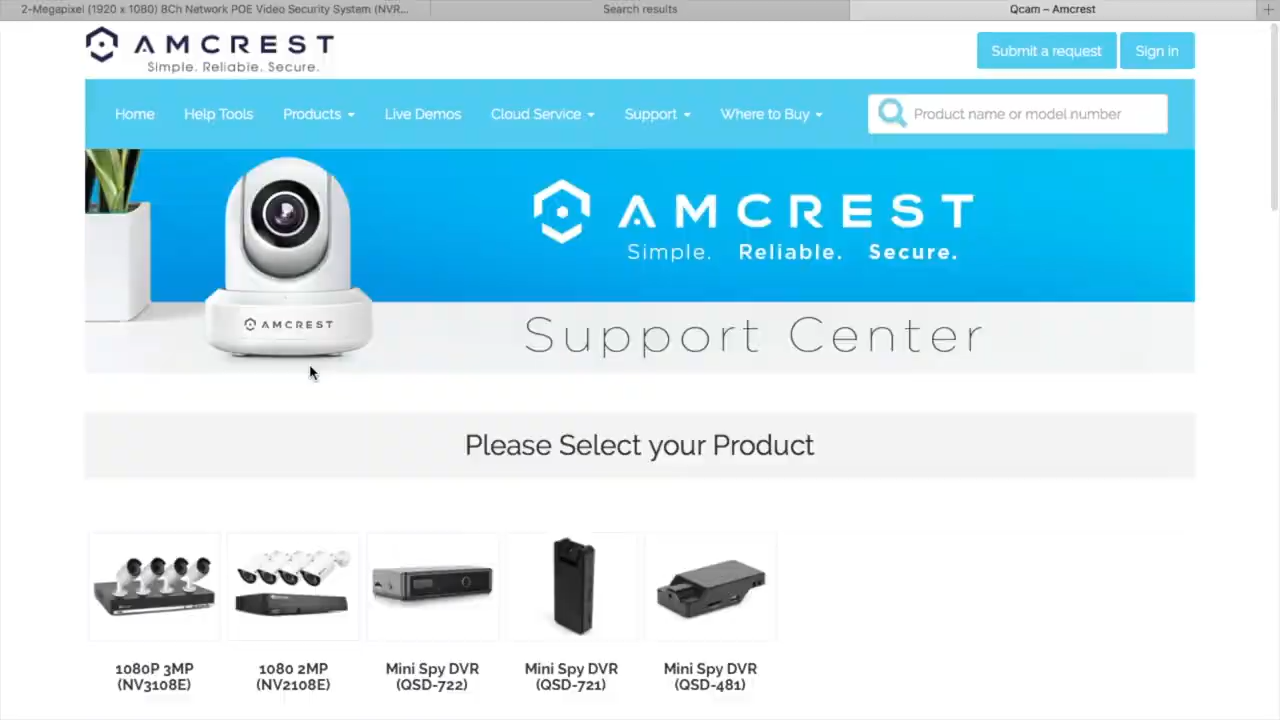 2-Megapixel (1920 x 1080) 8Ch Network POE Video Security System (NVR...
Search results
Qcam – Amcrest
AMCREST
Simple. Reliable. Secure.
Submit a request
Sign in
Home
Help Tools
Products
Live Demos
Cloud Service
Support
Where to Buy
Product name or model number
AMCREST
Simple. Reliable. Secure.
AMCREST
Support Center
Please Select your Product
1080P 3MP
(NV3108E)
1080 2MP
(NV2108E)
Mini Spy DVR
(QSD-722)
Mini Spy DVR
(QSD-721)
Mini Spy DVR
(QSD-481)